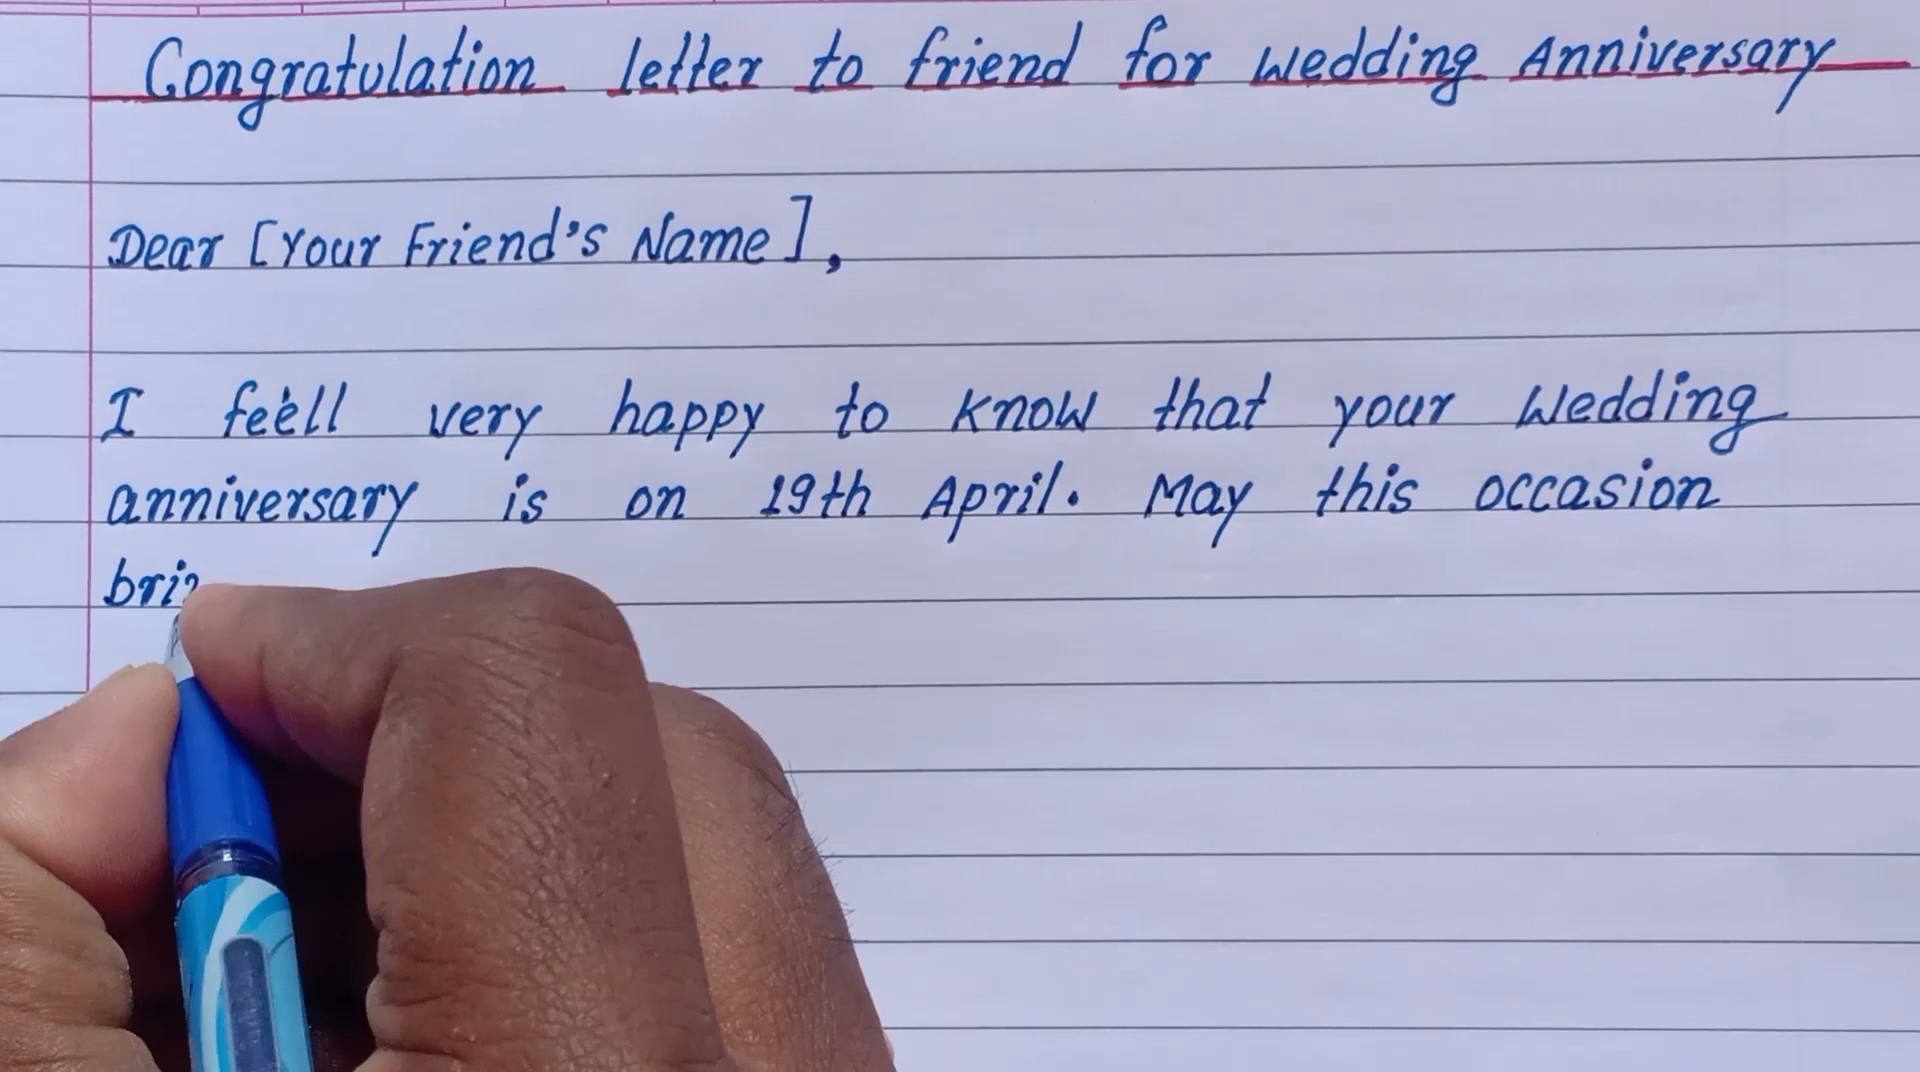 Congratulation letter to friend for Wedding Anniversary
Dear [Your Friend's Name],
I feell very happy to know that your Wedding
anniversary is on 19th April. May this occasion